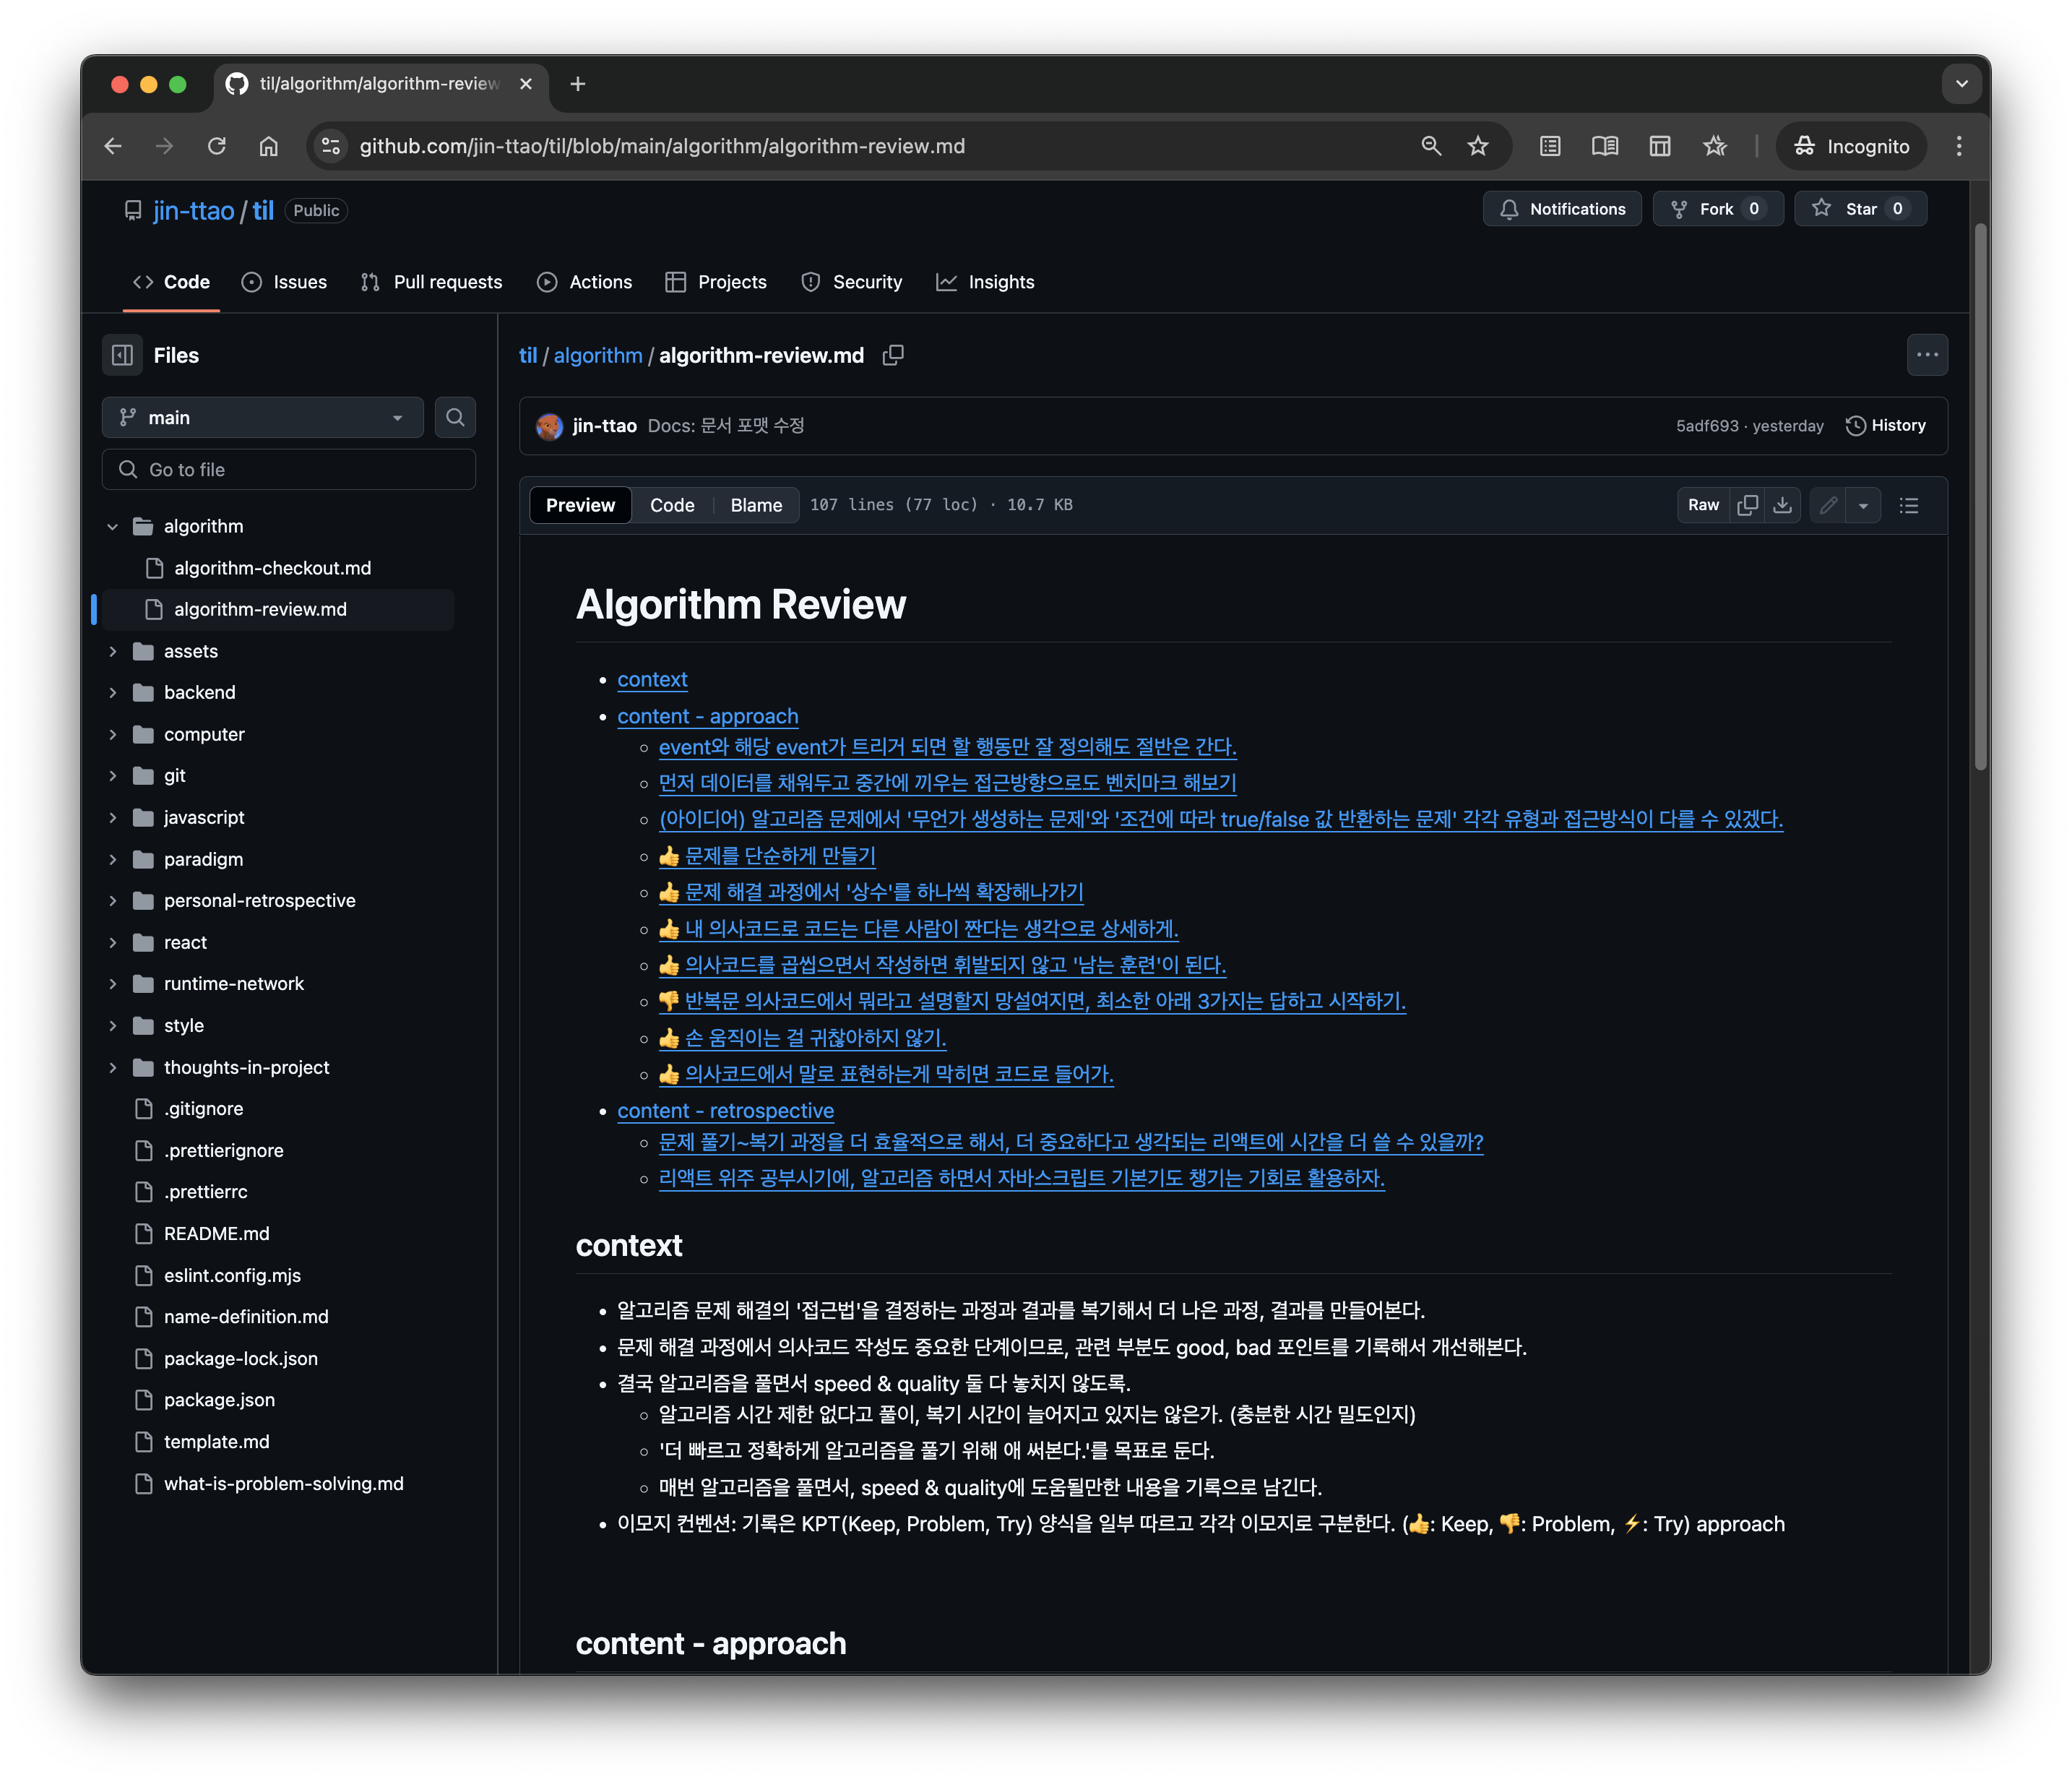 til/algorithm/algorithm-review
github.com/jin-ttao/til/blob/main/algorithm/algorithm-review.md
Incognito
jin-ttao / til Public
Notifications
Fork 0
Star 0
Code
Issues
Pull requests
Actions
Projects
Security
Insights
Files
main
Go to file
algorithm
algorithm-checkout.md
algorithm-review.md
assets
backend
computer
git
javascript
paradigm
personal-retrospective
react
runtime-network
style
thoughts-in-project
.gitignore
.prettierignore
.prettierrc
README.md
eslint.config.mjs
name-definition.md
package-lock.json
package.json
template.md
what-is-problem-solving.md
til / algorithm / algorithm-review.md
jin-ttao Docs: 문서 포맷 수정
5adf693 · yesterday
History
Preview
Code
Blame
107 lines (77 loc) · 10.7 KB
Raw
Algorithm Review
context
content - approach
event와 해당 event가 트리거 되면 할 행동만 잘 정의해도 절반은 간다.
먼저 데이터를 채워두고 중간에 끼우는 접근방향으로도 벤치마크 해보기
(아이디어) 알고리즘 문제에서 '무언가 생성하는 문제'와 '조건에 따라 true/false 값 반환하는 문제' 각각 유형과 접근방식이 다를 수 있겠다.
👍 문제를 단순하게 만들기
👍 문제 해결 과정에서 '상수'를 하나씩 확장해나가기
👍 내 의사코드로 코드는 다른 사람이 짠다는 생각으로 상세하게.
👍 의사코드를 곱씹으면서 작성하면 휘발되지 않고 '남는 훈련'이 된다.
👎 반복문 의사코드에서 뭐라고 설명할지 망설여지면, 최소한 아래 3가지는 답하고 시작하기.
👍 손 움직이는 걸 귀찮아하지 않기.
👍 의사코드에서 말로 표현하는게 막히면 코드로 들어가.
content - retrospective
문제 풀기~복기 과정을 더 효율적으로 해서, 더 중요하다고 생각되는 리액트에 시간을 더 쓸 수 있을까?
리액트 위주 공부시기에, 알고리즘 하면서 자바스크립트 기본기도 챙기는 기회로 활용하자.
context
알고리즘 문제 해결의 '접근법'을 결정하는 과정과 결과를 복기해서 더 나은 과정, 결과를 만들어본다.
문제 해결 과정에서 의사코드 작성도 중요한 단계이므로, 관련 부분도 good, bad 포인트를 기록해서 개선해본다.
결국 알고리즘을 풀면서 speed & quality 둘 다 놓치지 않도록.
알고리즘 시간 제한 없다고 풀이, 복기 시간이 늘어지고 있지는 않은가. (충분한 시간 밀도인지)
'더 빠르고 정확하게 알고리즘을 풀기 위해 애 써본다.'를 목표로 둔다.
매번 알고리즘을 풀면서, speed & quality에 도움될만한 내용을 기록으로 남긴다.
이모지 컨벤션: 기록은 KPT(Keep, Problem, Try) 양식을 일부 따르고 각각 이모지로 구분한다. (👍: Keep, 👎: Problem, ⚡: Try) approach
content - approach